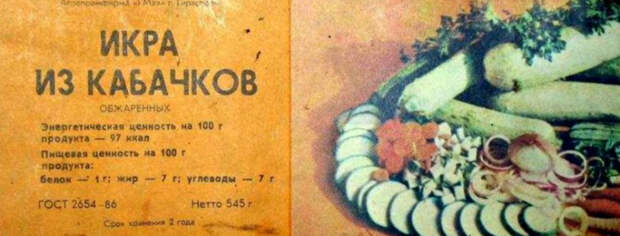 ИКРА
ИЗ КАБАЧКОВ
ОБЖАРЕННЫХ
Энергетическая ценность на 100 г
продукта — 97 ккал
Пищевая ценность на 100 г
продукта:
белок — 1 г; жир — 7 г; углеводы — 7 г
ГОСТ 2654-86 Нетто 545 г
Срок хранения 2 года